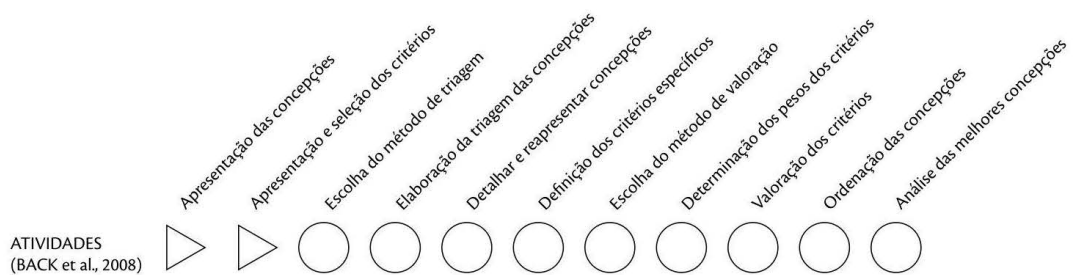 Apresentação das concepções
Apresentação e seleção dos critérios
Escolha do método de triagem
Elaboração da triagem das concepções
Detalhar e reapresentar concepções
Definição dos critérios específicos
Escolha do método de valoração
Determinação dos pesos dos critérios
Valoração dos critérios
Ordenação das concepções
Análise das melhores concepções
ATIVIDADES
(BACK et al., 2008)